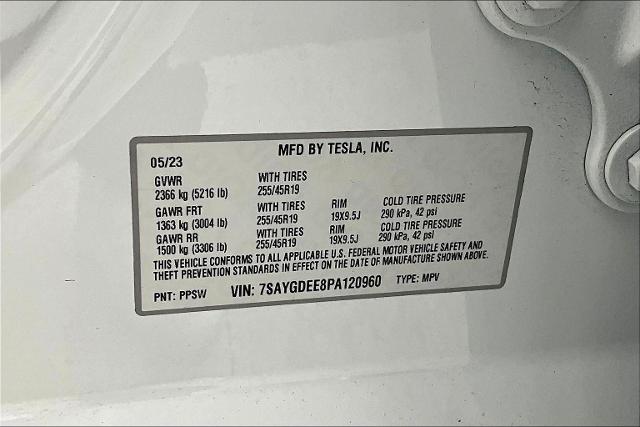 MFD BY TESLA, INC.
05/23
GVWR WITH TIRES
2366 kg (5216 lb) 255/45R19
GAWR FRT WITH TIRES RIM COLD TIRE PRESSURE
1363 kg (3004 lb) 255/45R19 19X9.5J 290 kPa, 42 psi
GAWR RR WITH TIRES RIM COLD TIRE PRESSURE
1500 kg (3306 lb) 255/45R19 19X9.5J 290 kPa, 42 psi
THIS VEHICLE CONFORMS TO ALL APPLICABLE U.S. FEDERAL MOTOR VEHICLE SAFETY AND
THEFT PREVENTION STANDARDS IN EFFECT ON THE DATE OF MANUFACTURE SHOWN ABOVE.
PNT: PPSW VIN: 7SAYGDEE8PA120960 TYPE: MPV